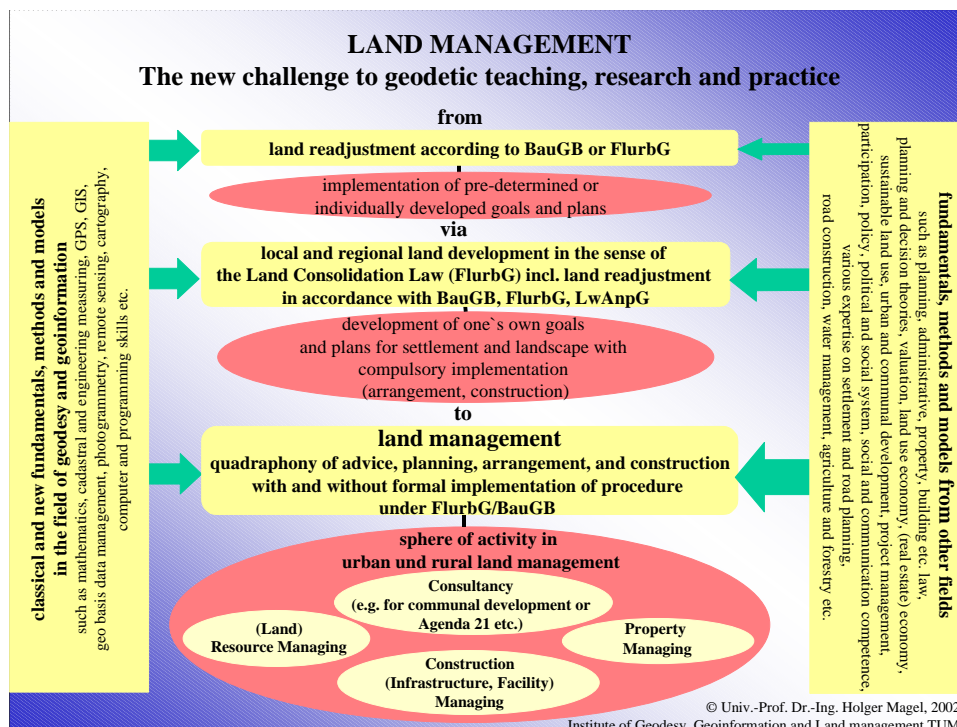 LAND MANAGEMENT
The new challenge to geodetic teaching, research and practice
from
land readjustment according to BauGB or FlurbG
implementation of pre-determined or
individually developed goals and plans
via
local and regional land development in the sense of
the Land Consolidation Law (FlurbG) incl. land readjustment
in accordance with BauGB, FlurbG, LwAnpG
development of one`s own goals
and plans for settlement and landscape with
compulsory implementation
(arrangement, construction)
to
land management
quadraphony of advice, planning, arrangement, and construction
with and without formal implementation of procedure
under FlurbG/BauGB
sphere of activity in
urban und rural land management
Consultancy
(e.g. for communal development or
Agenda 21 etc.)
(Land)
Resource Managing
Property
Managing
Construction
(Infrastructure, Facility)
Managing
classical and new fundamentals, methods and models
in the field of geodesy and geoinformation
such as mathematics, cadastral and engineering measuring, GPS, GIS,
geo basis data management, photogrammetry, remote sensing, cartography,
computer and programming skills etc.
fundamentals, methods and models from other fields
such as planning, administrative, property, building etc. law,
planning and decision theories, valuation, land use economy, (real estate) economy,
sustainable land use, urban and communal development, project management,
participation, policy, political and social system, social and communication competence,
various expertise on settlement and road planning,
road construction, water management, agriculture and forestry etc.
© Univ.-Prof. Dr.-Ing. Holger Magel, 2002
Institute of Geodesy, Geoinformation and Land management TUM